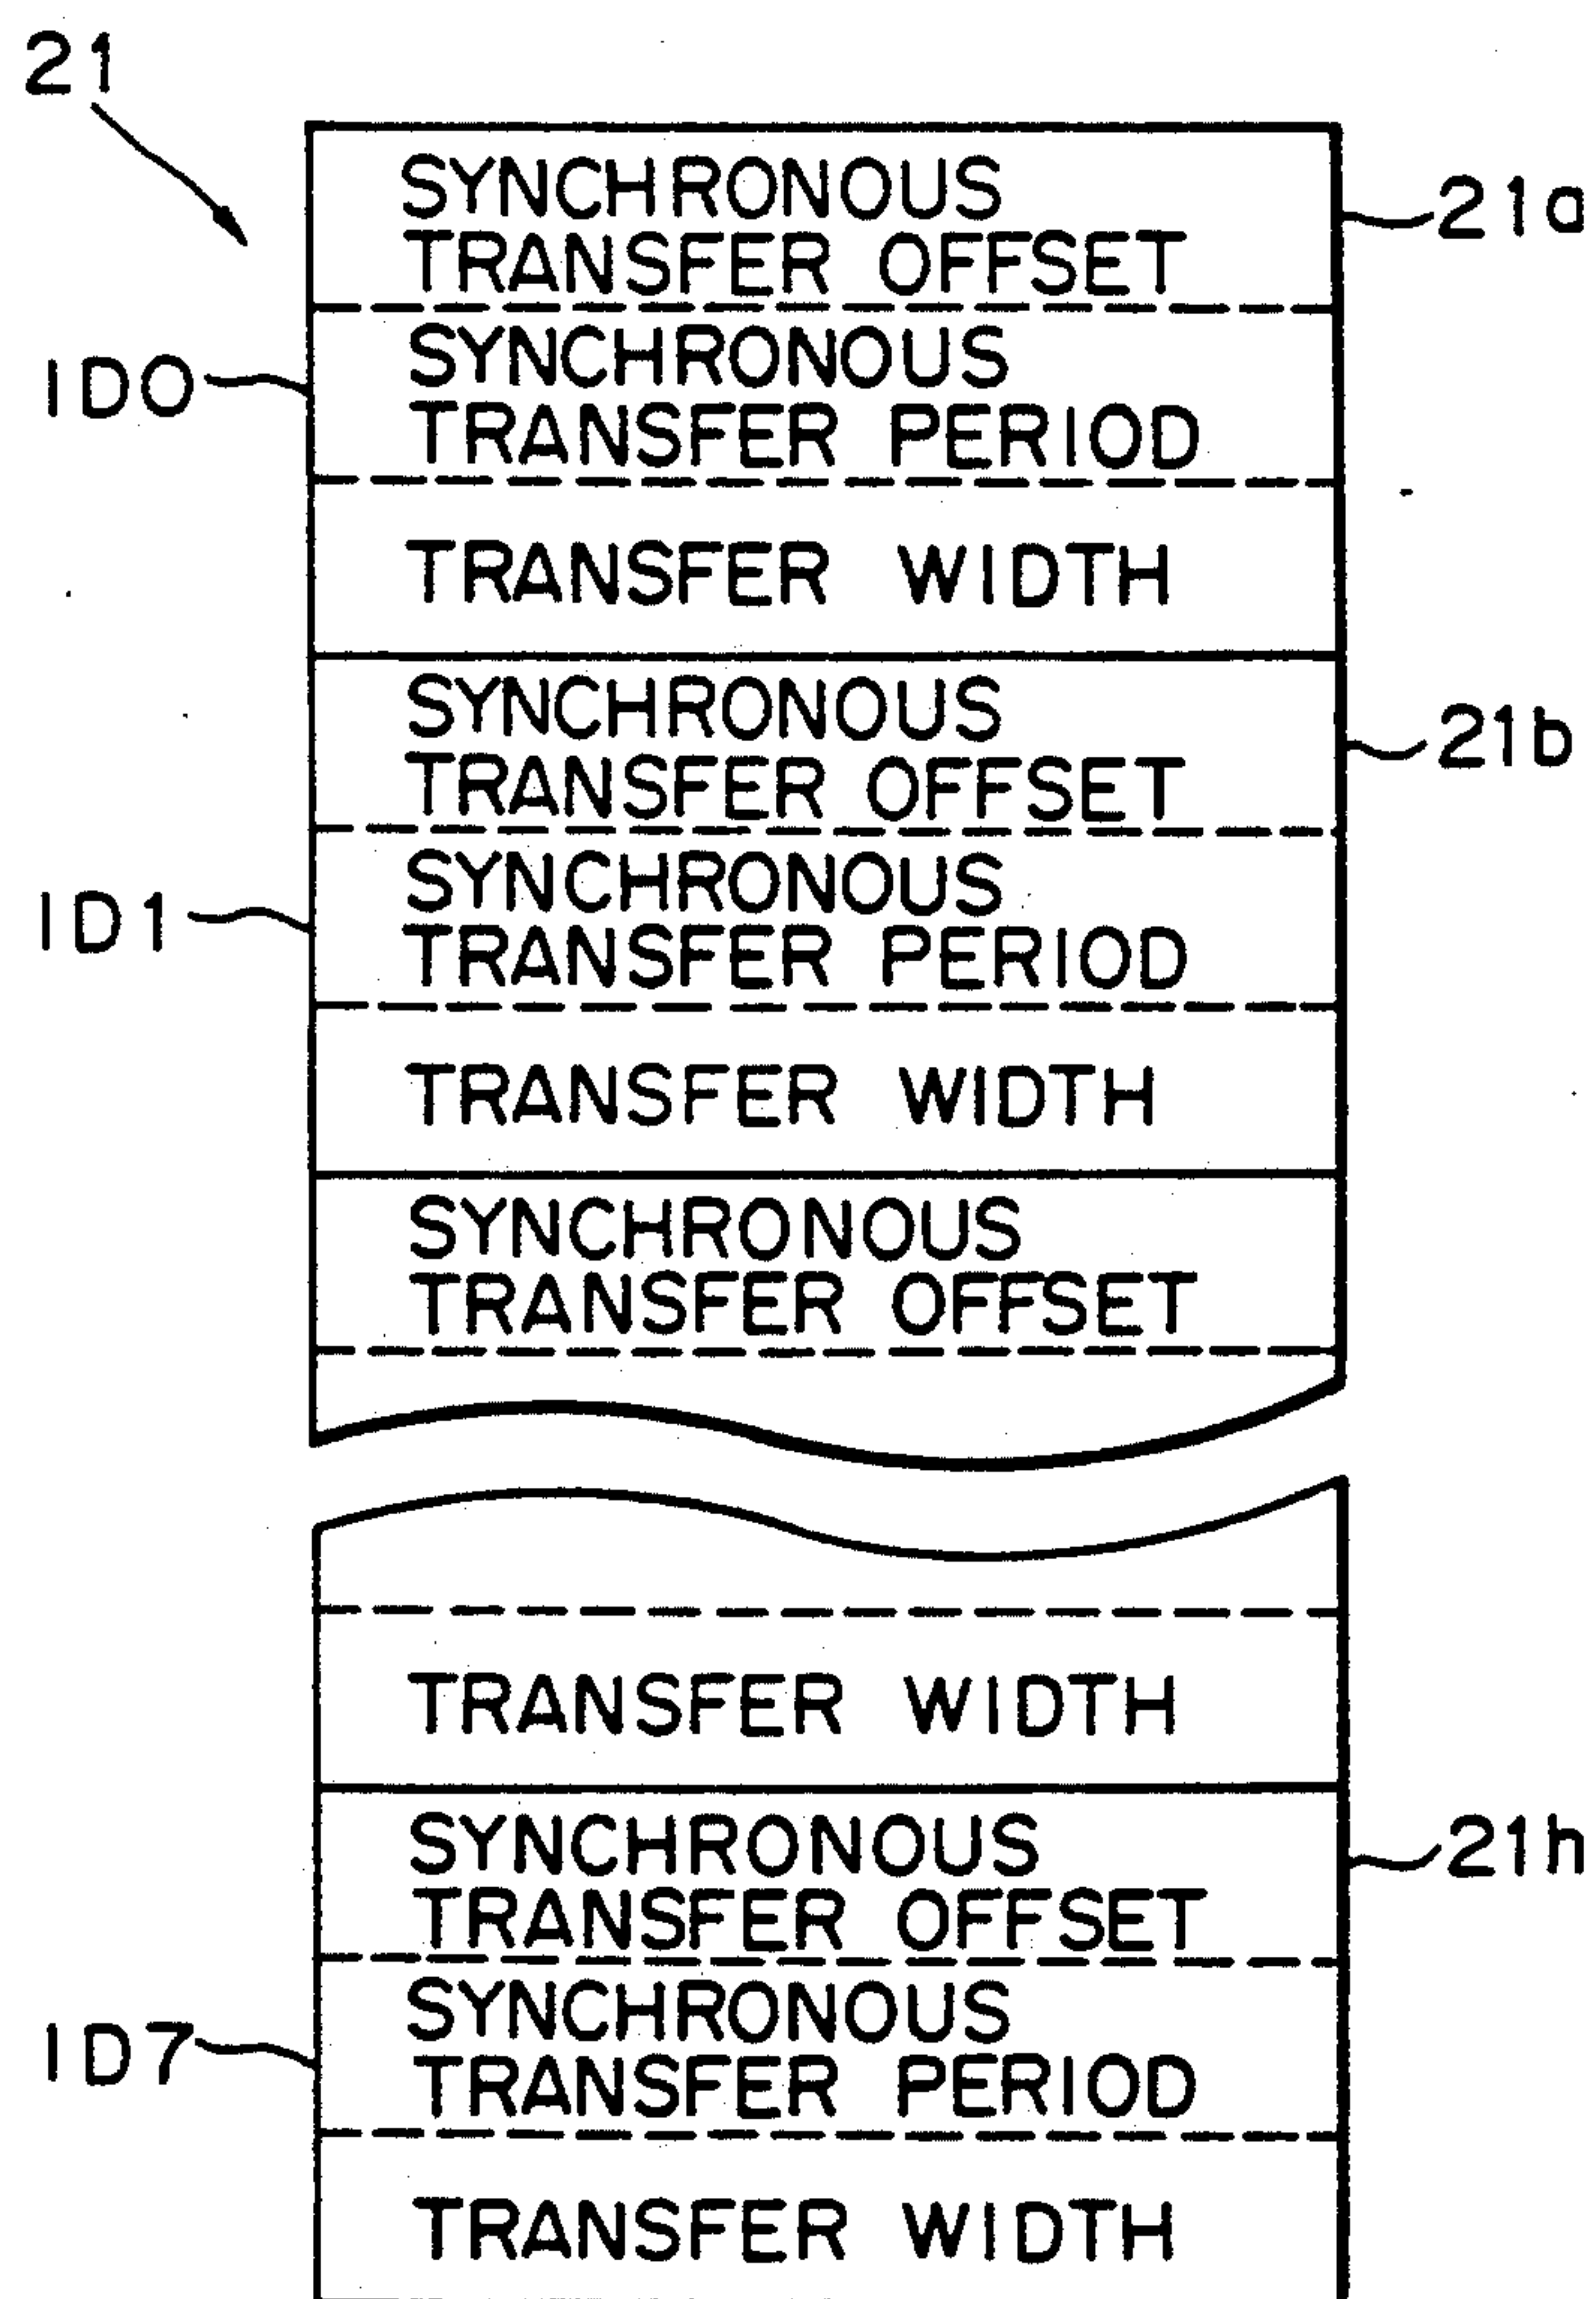 21
SYNCHRONOUS
TRANSFER OFFSET
21a
ID0
SYNCHRONOUS
TRANSFER PERIOD
TRANSFER WIDTH
SYNCHRONOUS
TRANSFER OFFSET
21b
ID1
SYNCHRONOUS
TRANSFER PERIOD
TRANSFER WIDTH
SYNCHRONOUS
TRANSFER OFFSET
TRANSFER WIDTH
SYNCHRONOUS
TRANSFER OFFSET
21h
ID7
SYNCHRONOUS
TRANSFER PERIOD
TRANSFER WIDTH